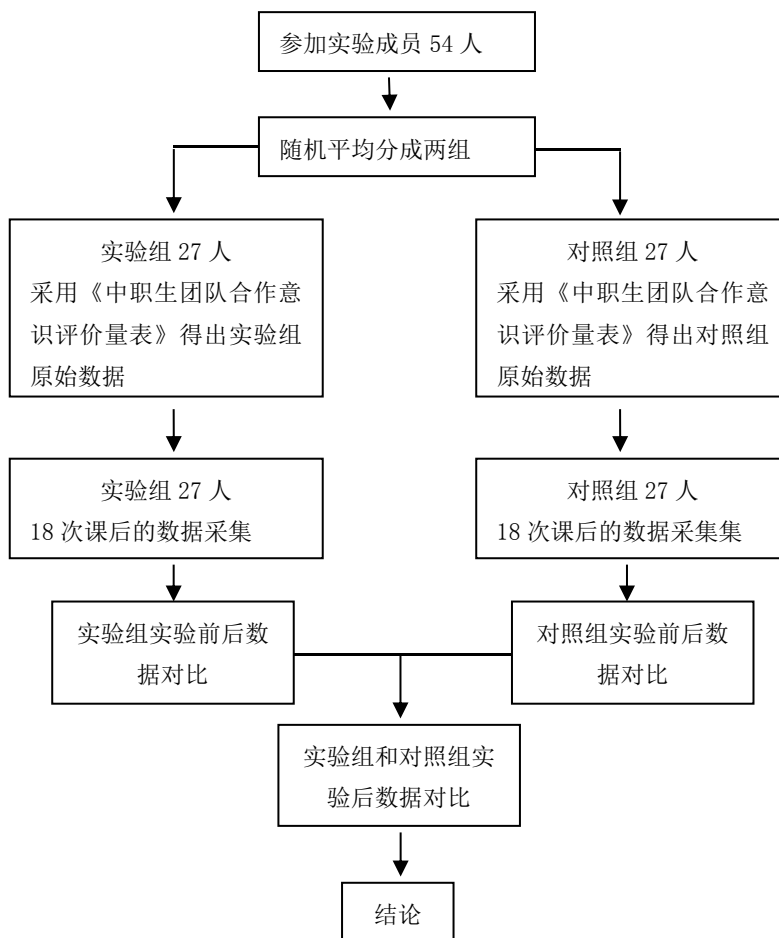 参加实验成员 54 人
随机平均分成两组
实验组 27 人
采用《中职生团队合作意
识评价量表》得出实验组
原始数据
对照组 27 人
采用《中职生团队合作意
识评价量表》得出对照组
原始数据
实验组 27 人
18 次课后的数据采集
对照组 27 人
18 次课后的数据采集集
实验组实验前后数
据对比
对照组实验前后数
据对比
实验组和对照组实
验后数据对比
结论